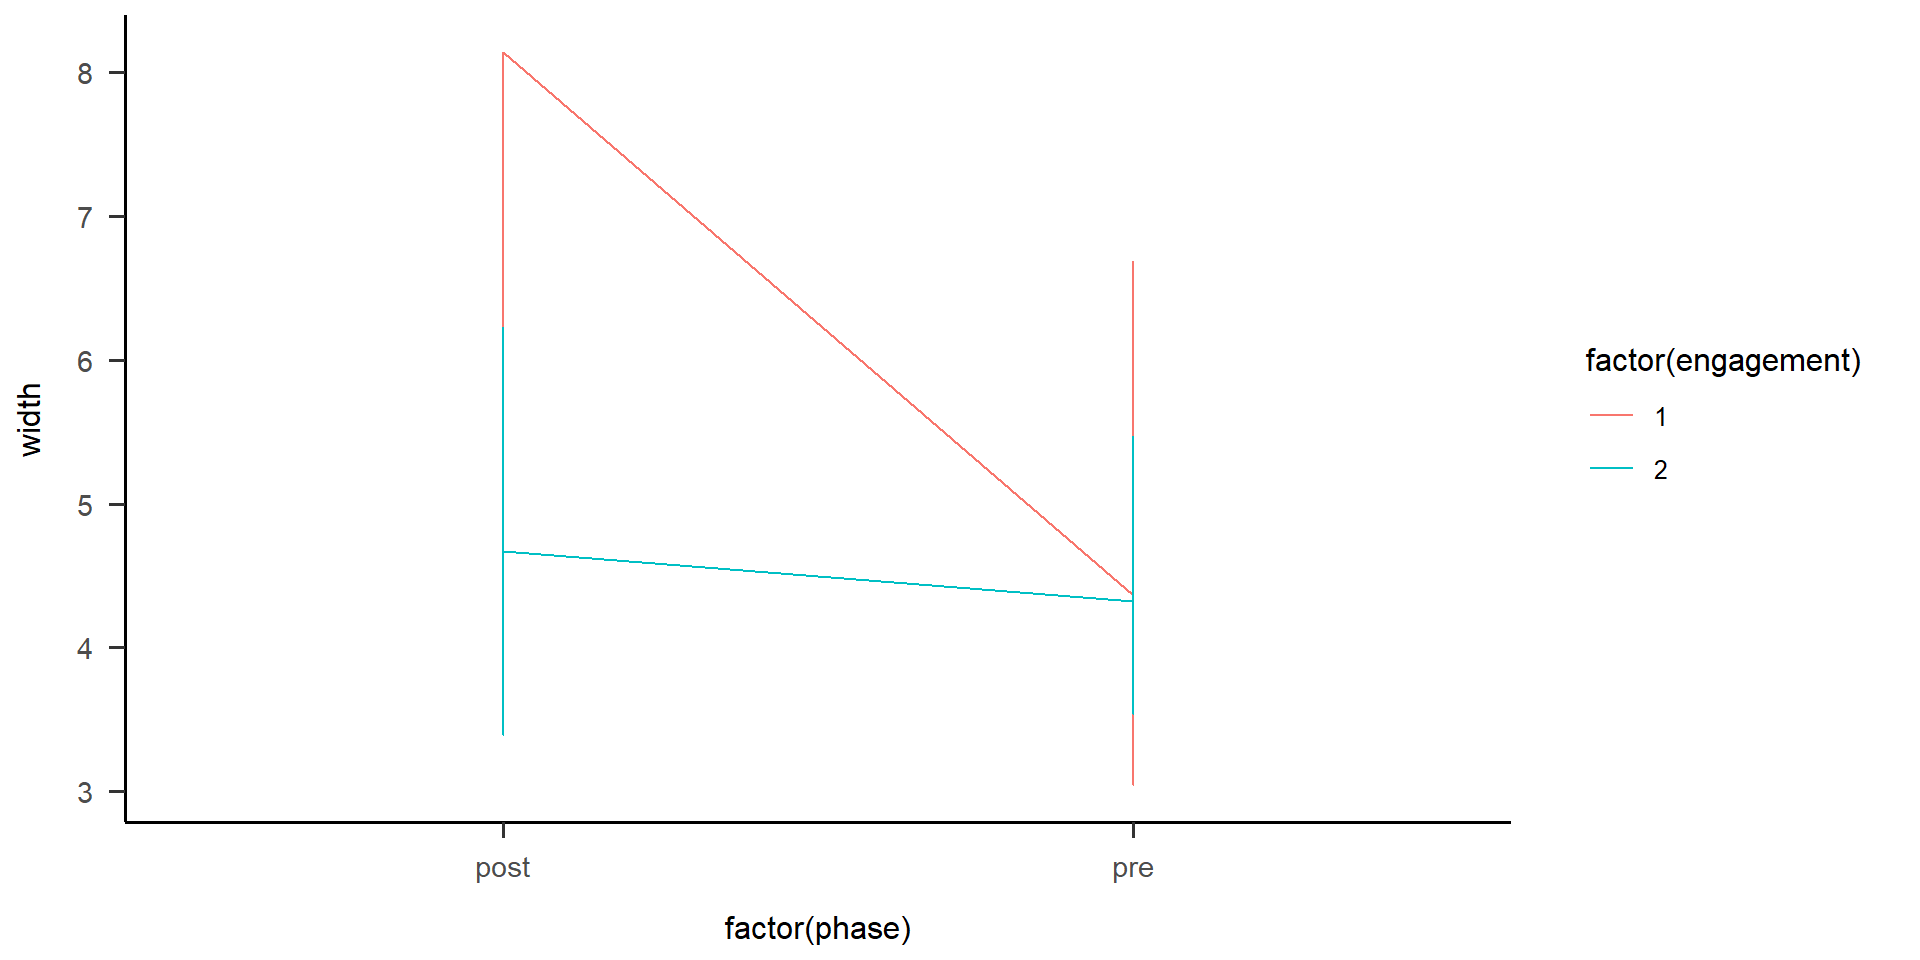 8
7
6
5
4
3
width
post
pre
factor(phase)
factor(engagement)
1
2